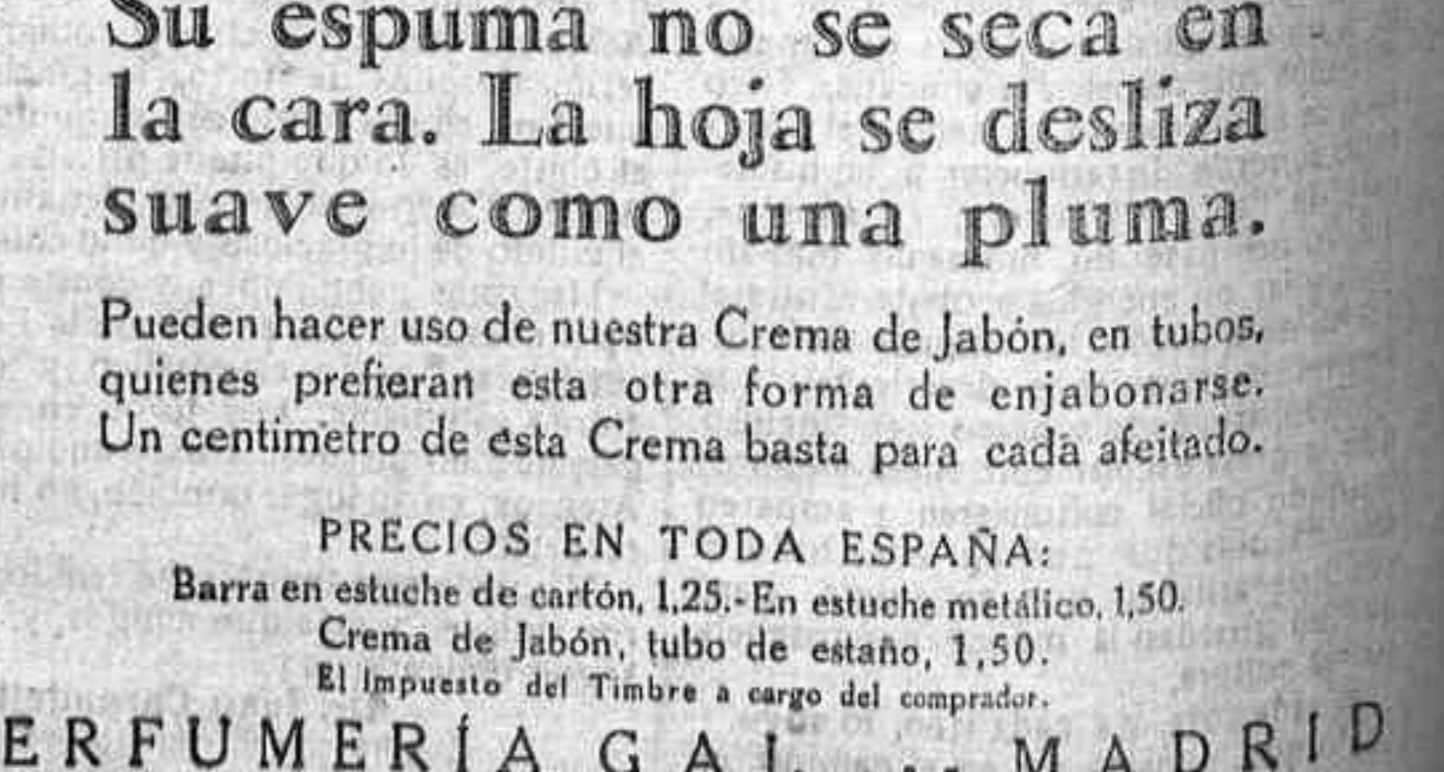 Su espuma no se seca en
la cara. La hoja se desliza
suave como una pluma.
Pueden hacer uso de nuestra Crema de Jabón, en tubos,
quienes prefieran esta otra forma de enjabonarse.
Un centímetro de esta Crema basta para cada afeitado.
PRECIOS EN TODA ESPAÑA:
Barra en estuche de cartón, 1,25.-En estuche metálico, 1,50.
Crema de Jabón, tubo de estaño, 1,50.
El Impuesto del Timbre a cargo del comprador.
ERFUMERÍA GAL.-MADRID